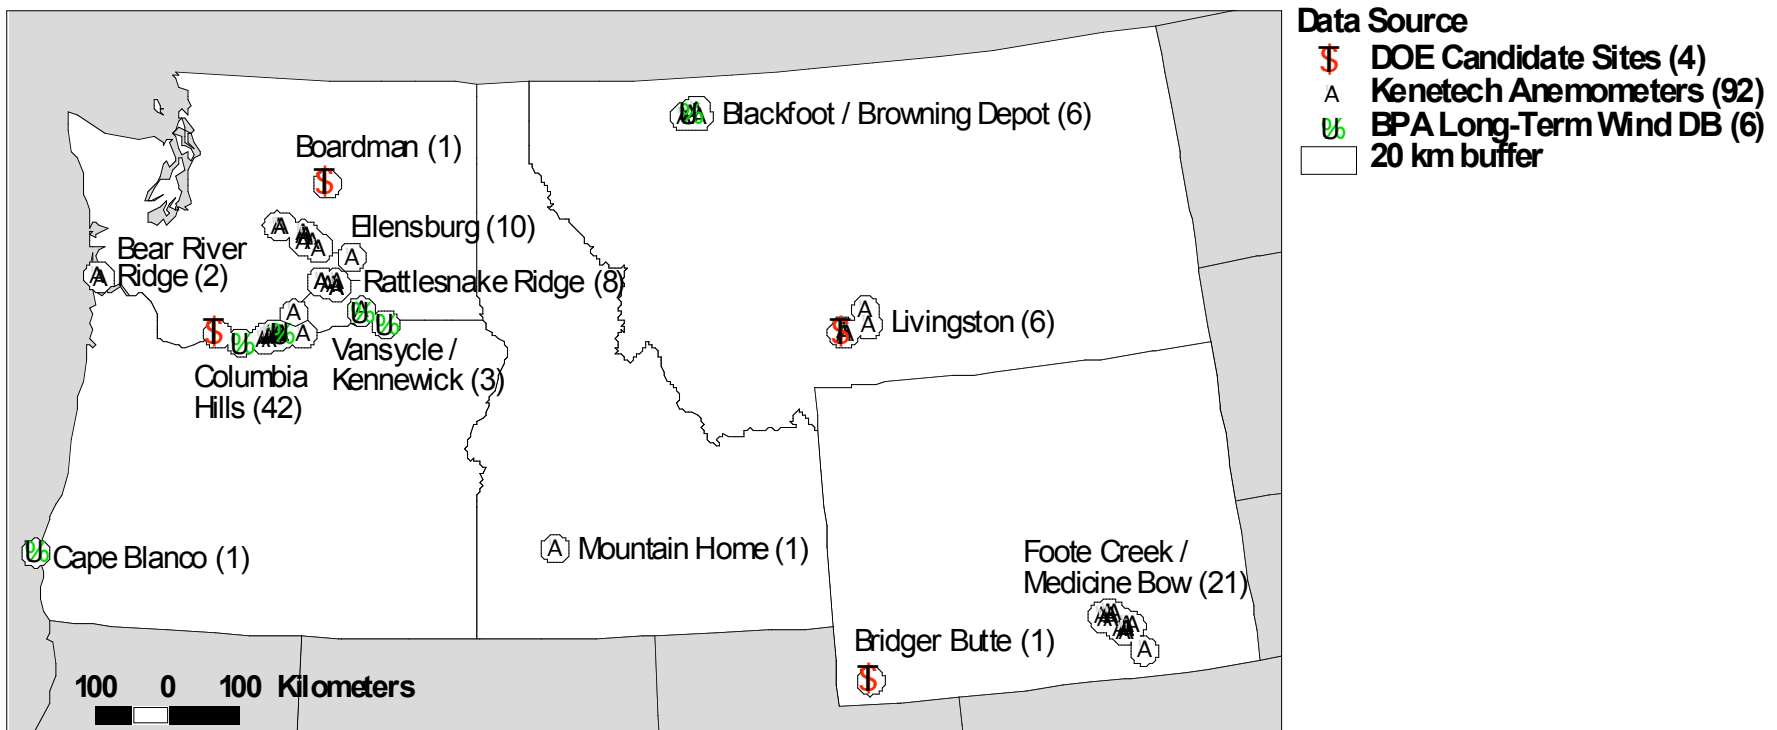 Data Source
DOE Candidate Sites (4)
A Kenetech Anemometers (92)
BPA Long-Term Wind DB (6)
20 km buffer
Blackfoot / Browning Depot (6)
Boardman (1)
Ellensburg (10)
Bear River
Ridge (2)
Rattlesnake Ridge (8)
Livingston (6)
Vansycle /
Kennewick (3)
Columbia
Hills (42)
Cape Blanco (1)
Mountain Home (1)
Foote Creek /
Medicine Bow (21)
Bridger Butte (1)
100 0 100 Kilometers